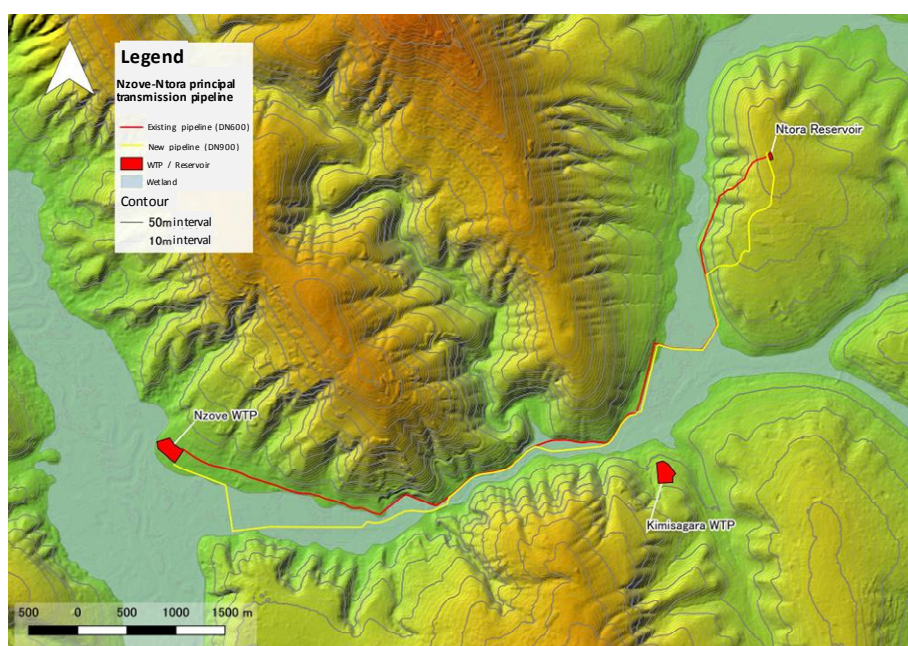 Legend
Nzove-Ntora principal
transmission pipeline
Existing pipeline (DN600)
New pipeline (DN900)
WTP / Reservoir
Wetland
Contour
50m interval
10m interval
Ntora Reservoir
Nzove WTP
Kimisagara WTP
500 0 500 1000 1500 m